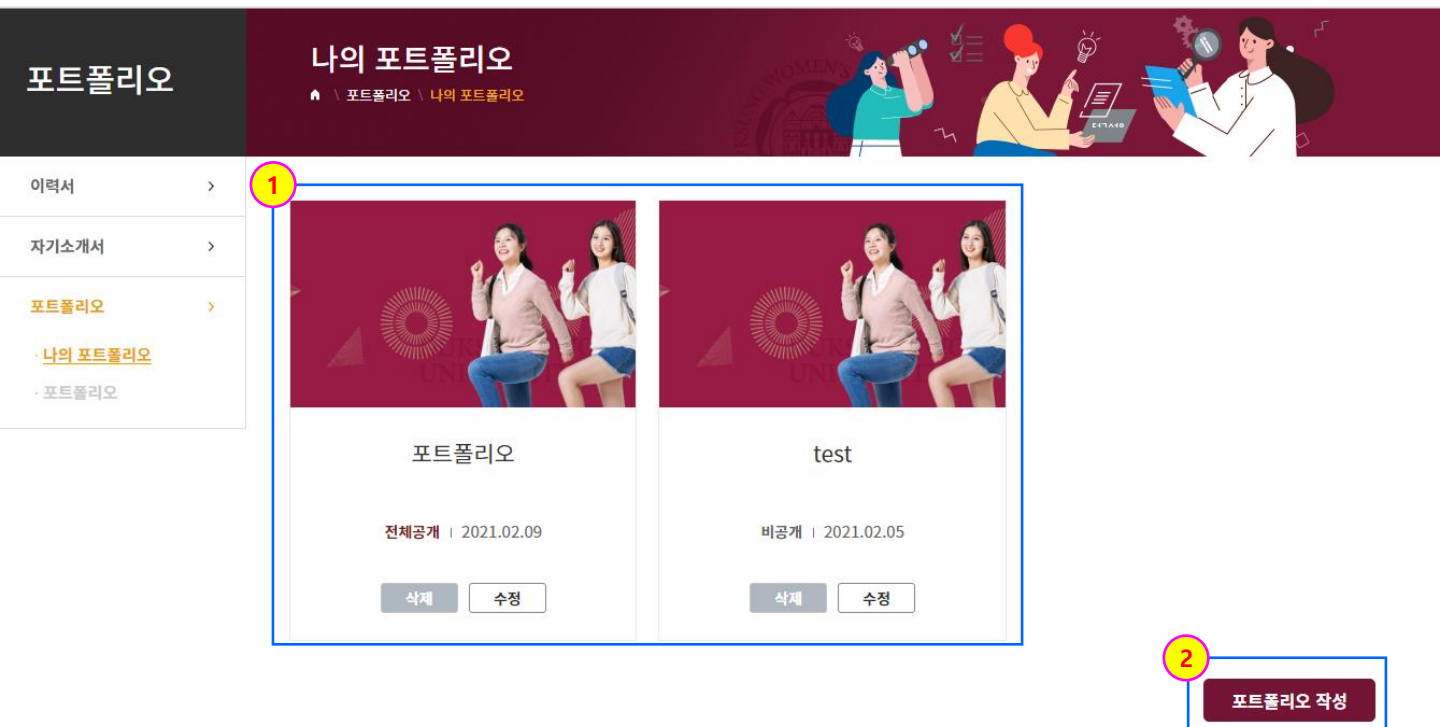 포트폴리오
나의 포트폴리오
\ 포트폴리오 \ 나의 포트폴리오
이력서 >
자기소개서 >
포트폴리오 >
· 나의 포트폴리오
· 포트폴리오
1
포트폴리오
전체공개 | 2021.02.09
삭제 수정
test
비공개 | 2021.02.05
삭제 수정
2
포트폴리오 작성